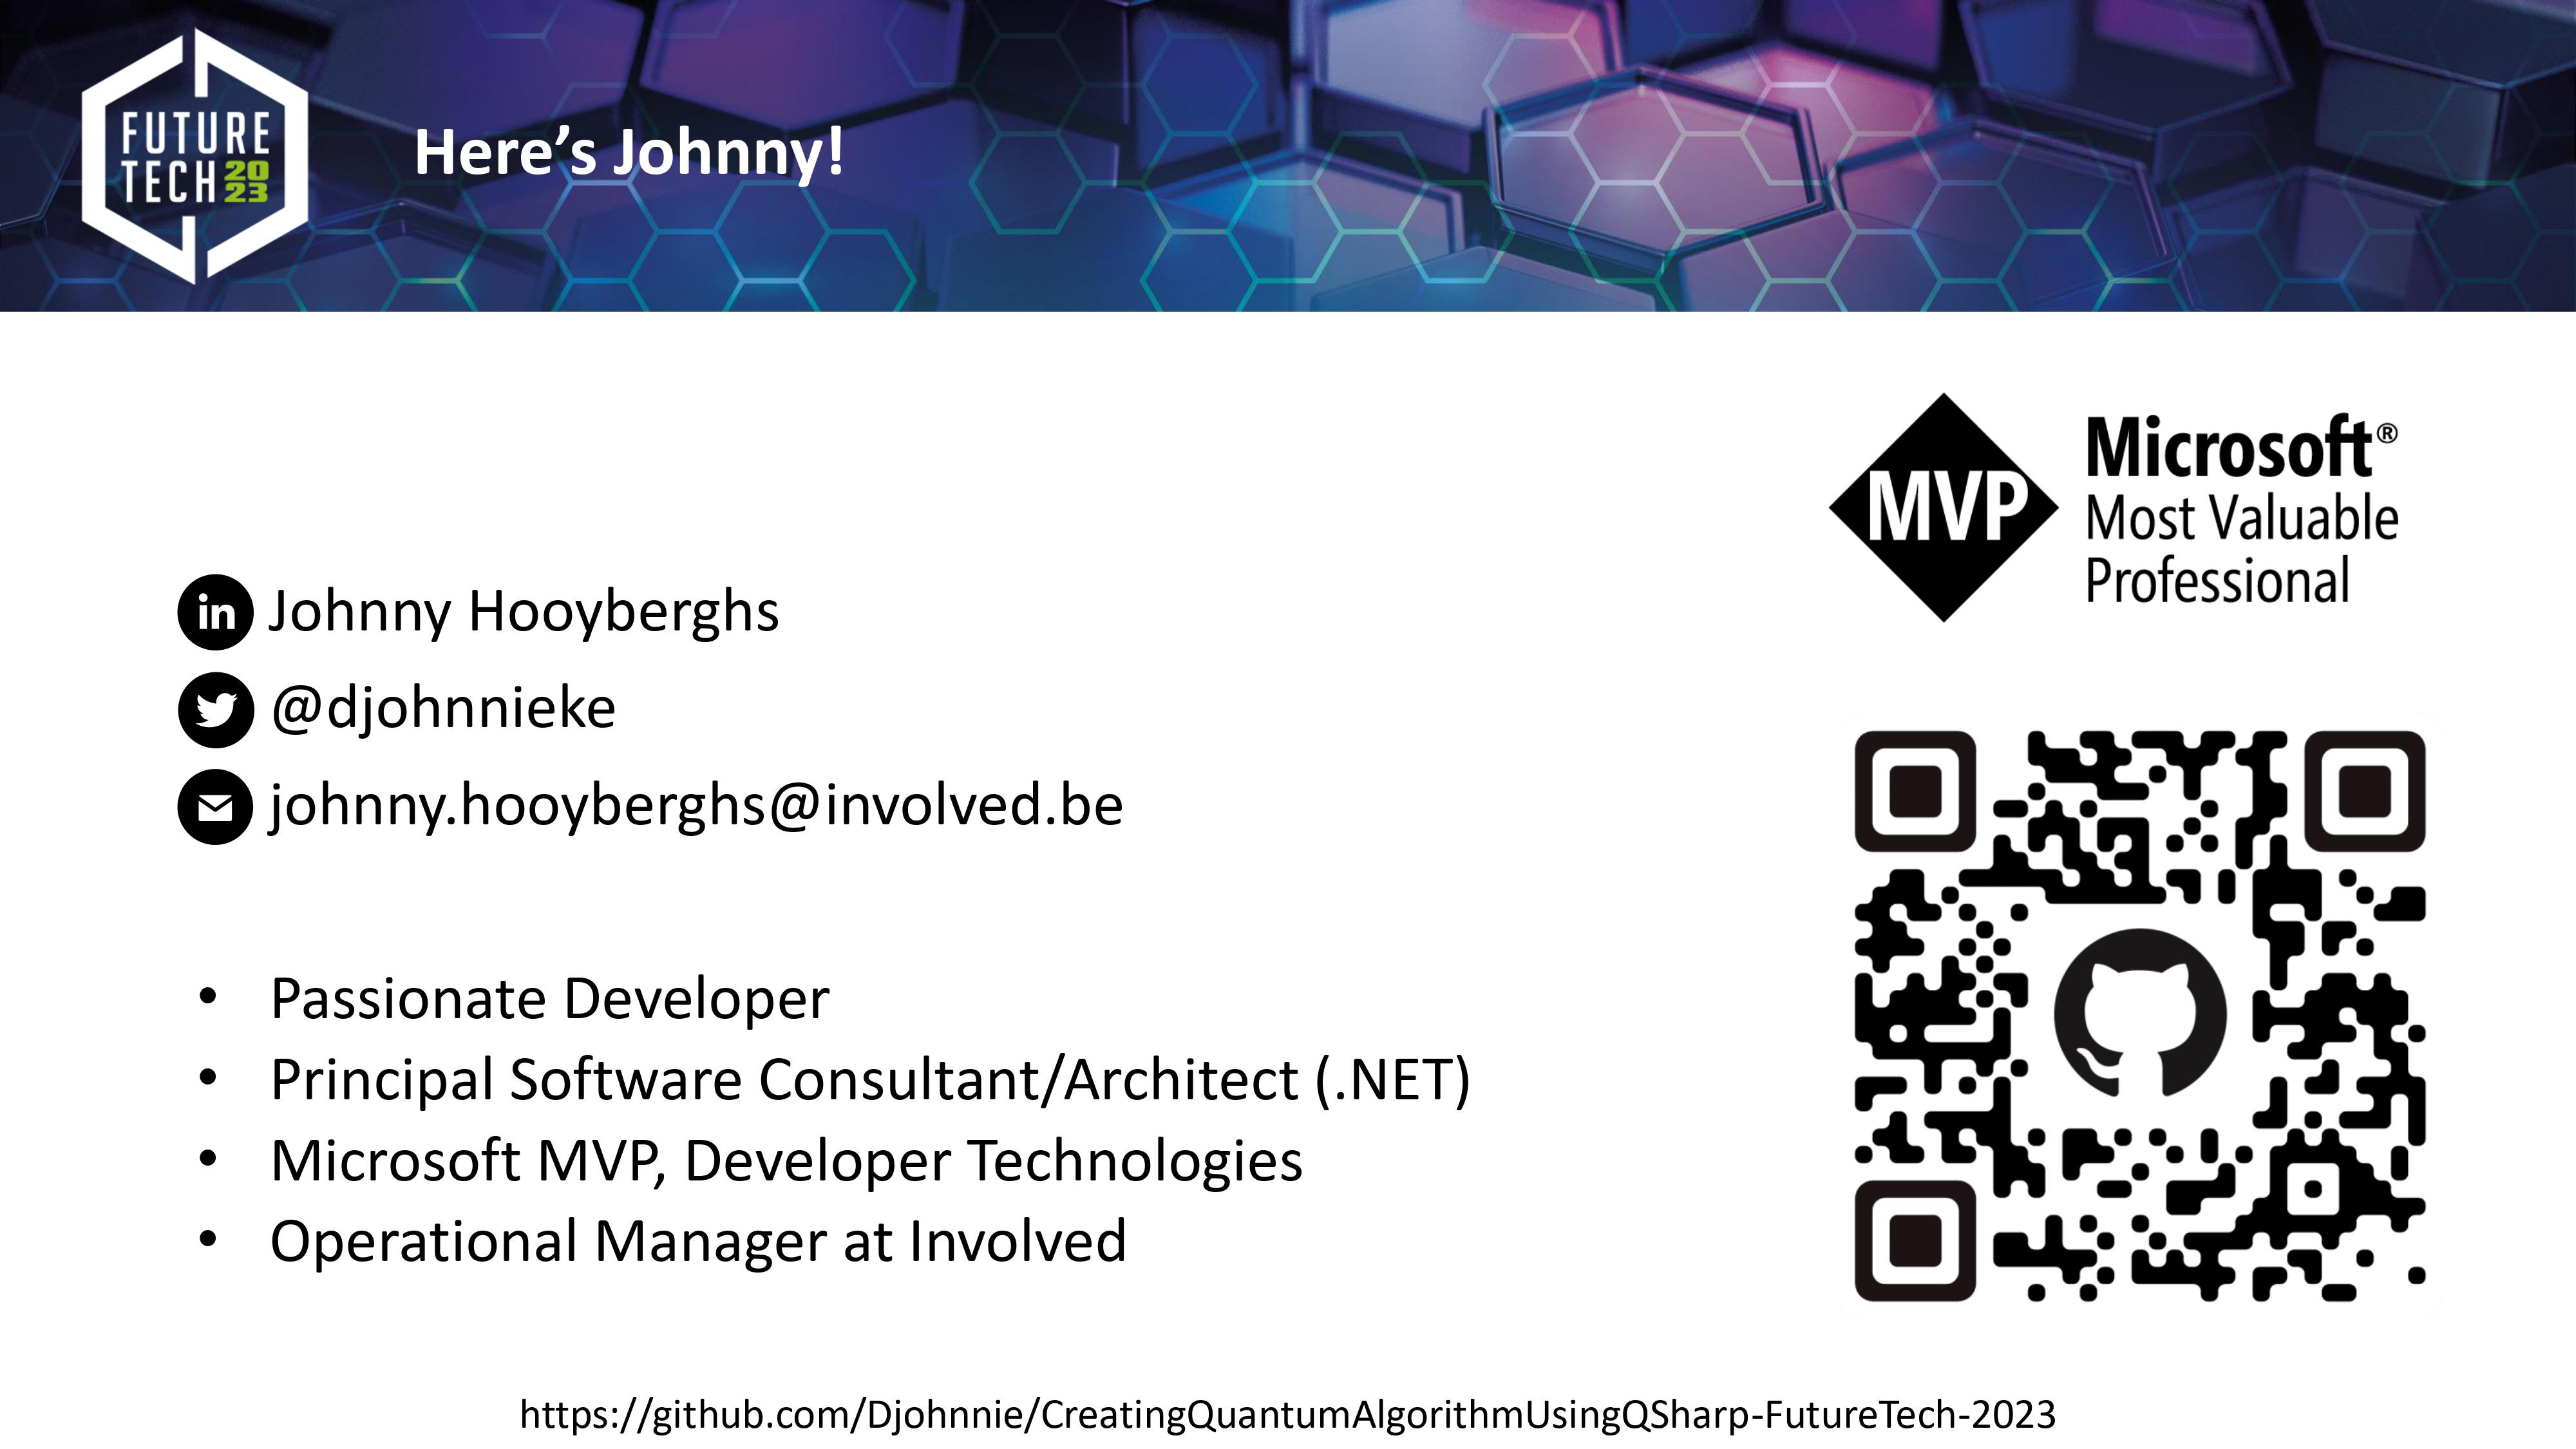 FUTURE
TECH 2023
Here’s Johnny!
MVP
Microsoft®
Most Valuable
Professional
in Johnny Hooyberghs
@djohnnieke
johnny.hooyberghs@involved.be
• Passionate Developer
• Principal Software Consultant/Architect (.NET)
• Microsoft MVP, Developer Technologies
• Operational Manager at Involved
https://github.com/Djohnnie/CreatingQuantumAlgorithmUsingQSharp-FutureTech-2023